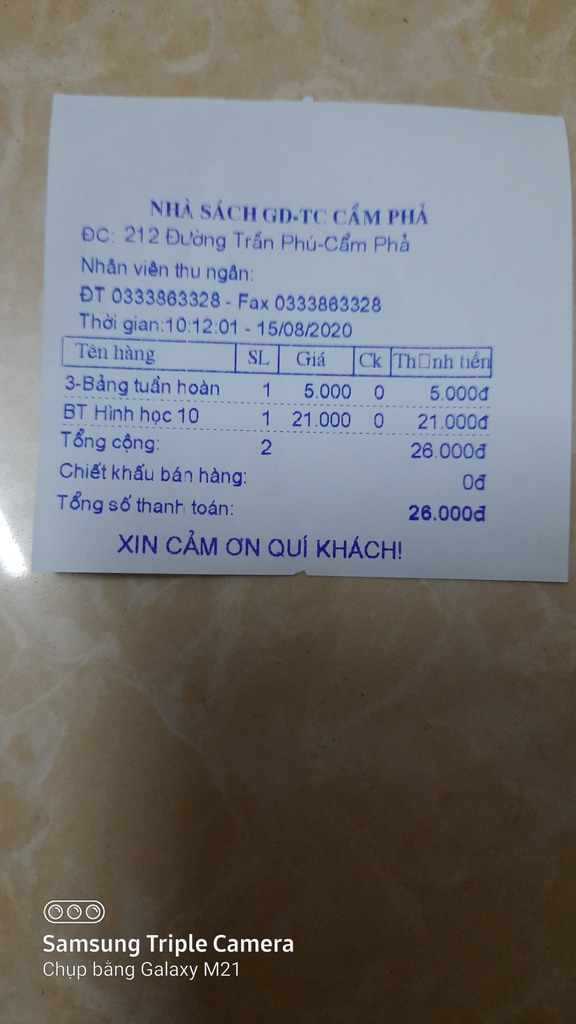 NHÀ SÁCH GD-TC CẨM PHẢ
ĐC: 212 Đường Trần Phú-Cẩm Phả
Nhân viên thu ngân:
ĐT 0333863328 - Fax 0333863328
Thời gian:10:12:01 - 15/08/2020
Tên hàng SL Giá Ck Th□nh tiền
3-Bảng tuần hoàn 1 5.000 0 5.000đ
BT Hình học 10 1 21.000 0 21.000đ
Tổng cộng: 2 26.000đ
Chiết khấu bán hàng: 0đ
Tổng số thanh toán: 26.000đ
XIN CẢM ƠN QUÍ KHÁCH!
Samsung Triple Camera
Chụp bằng Galaxy M21